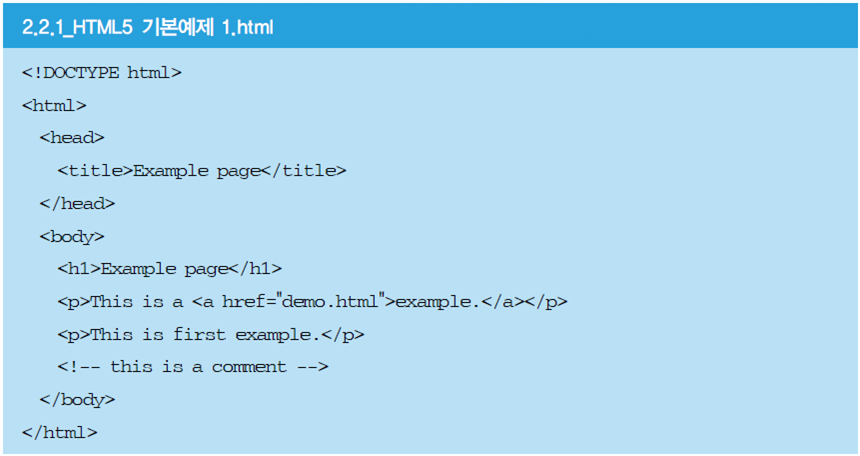 2.2.1_HTML5 기본예제 1.html
<!DOCTYPE html>
<html>
<head>
<title>Example page</title>
</head>
<body>
<h1>Example page</h1>
<p>This is a <a href="demo.html">example.</a></p>
<p>This is first example.</p>
<!-- this is a comment -->
</body>
</html>